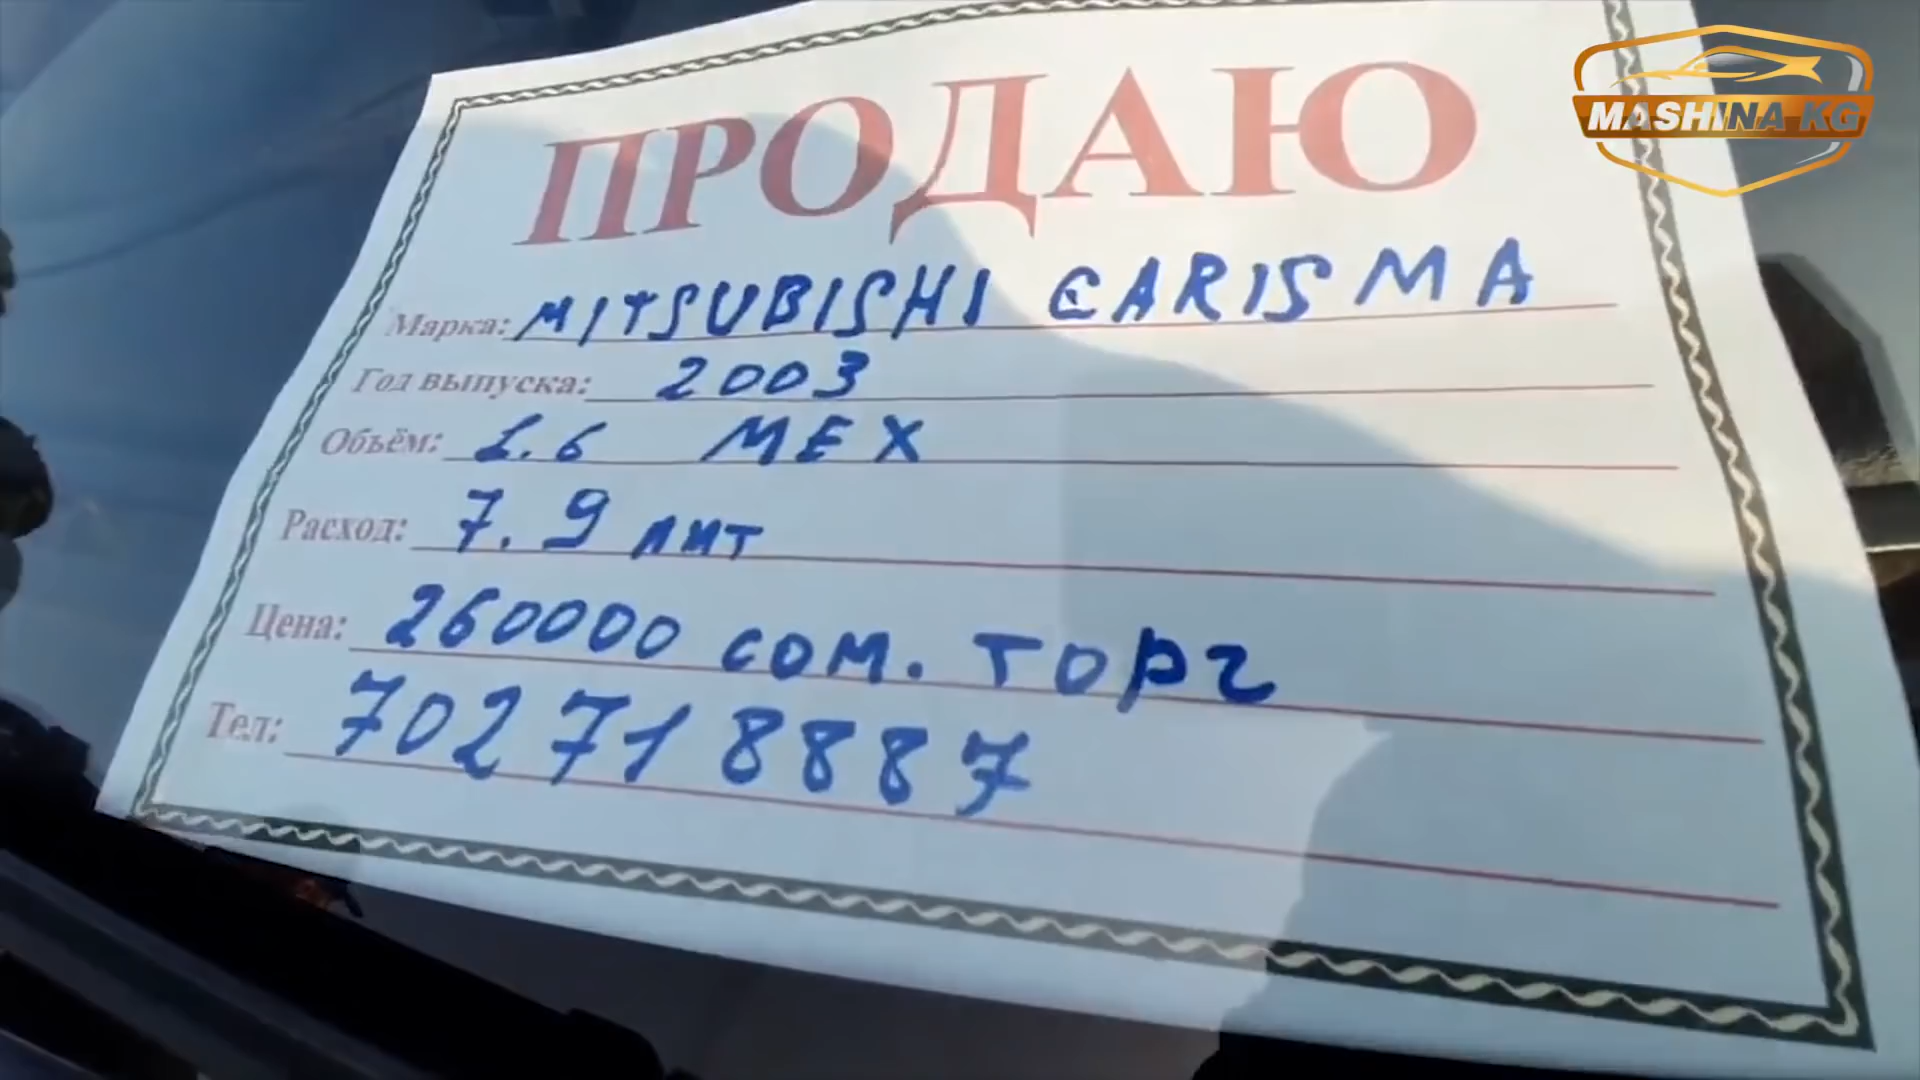 MASHINA KG
ПРОДАЮ
Марка: MITSUBISHI CARISMA
Год выпуска: 2003
Объём: 1.6 МЕХ
Расход: 7.9 лит
Цена: 260000 сом. торг
Тел: 702718887